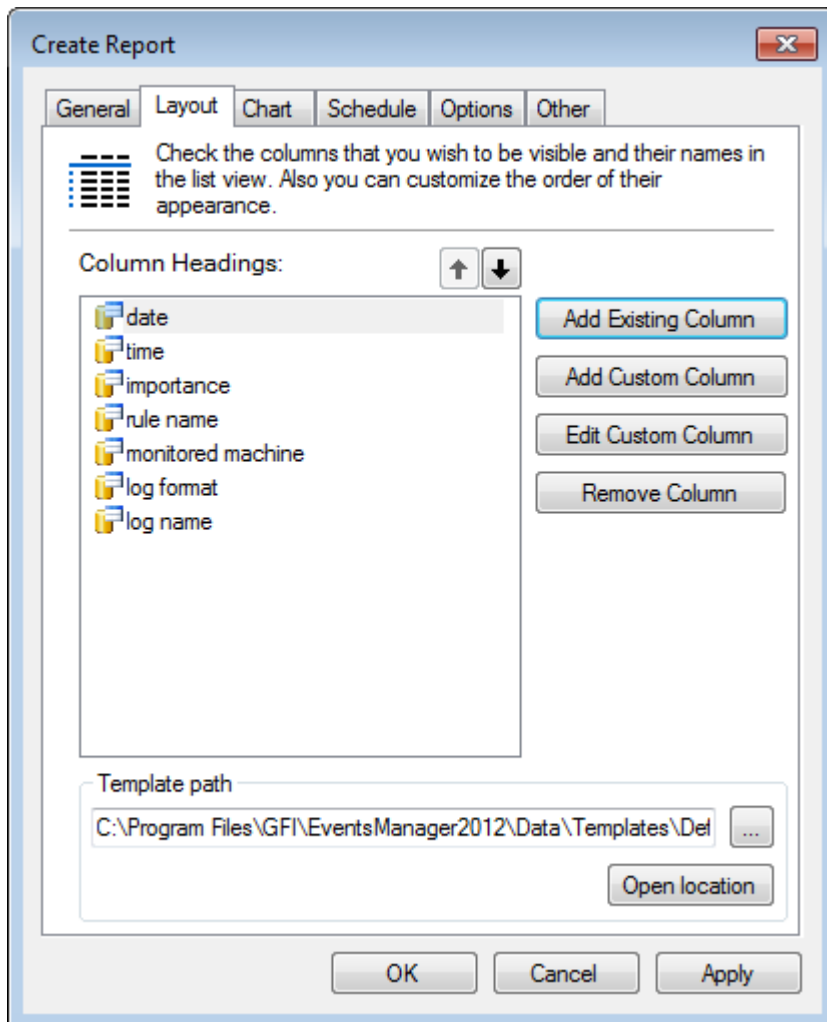 Create Report
General Layout Chart Schedule Options Other
Check the columns that you wish to be visible and their names in
the list view. Also you can customize the order of their
appearance.
Column Headings:
date
time
importance
rule name
monitored machine
log format
log name
Add Existing Column
Add Custom Column
Edit Custom Column
Remove Column
Template path
C:\Program Files\GFI\EventsManager2012\Data\Templates\Def
...
Open location
OK Cancel Apply